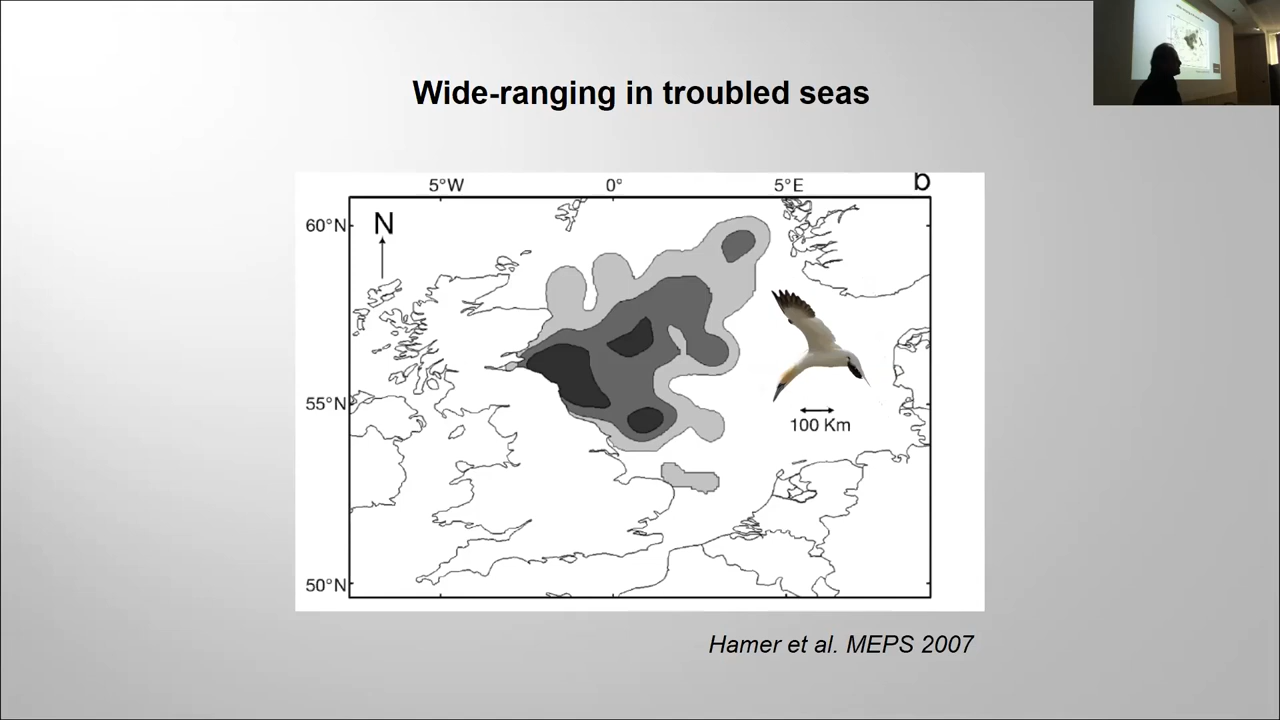 Wide-ranging in troubled seas
5°W 0° 5°E b
60°N
N
55°N
100 Km
50°N
Hamer et al. MEPS 2007